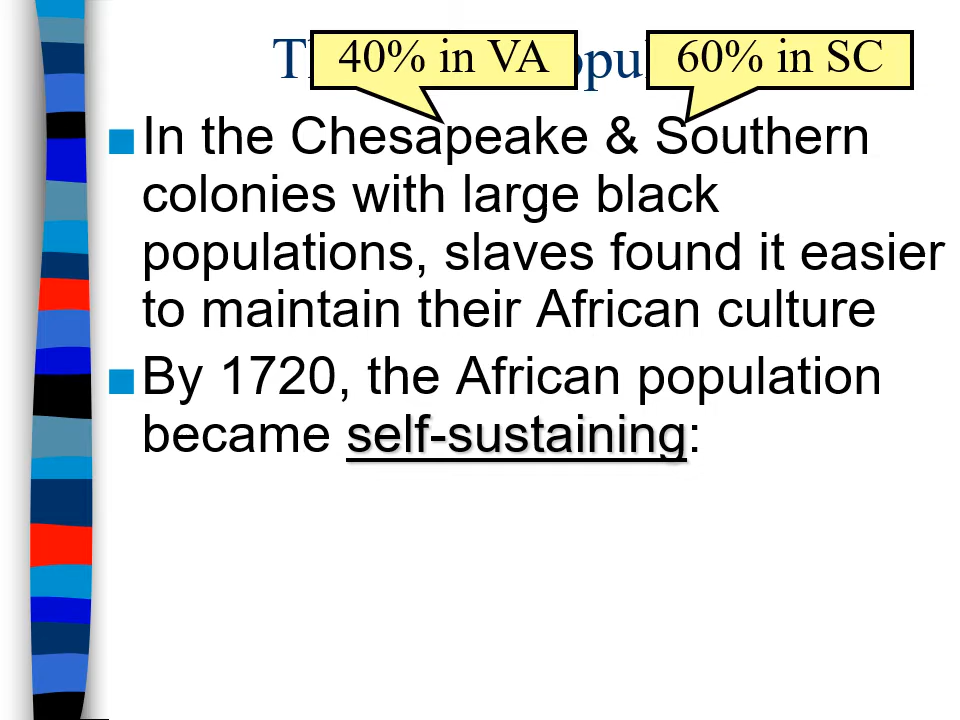 40% in VA
60% in SC
■In the Chesapeake & Southern
colonies with large black
populations, slaves found it easier
to maintain their African culture
■By 1720, the African population
became self-sustaining: